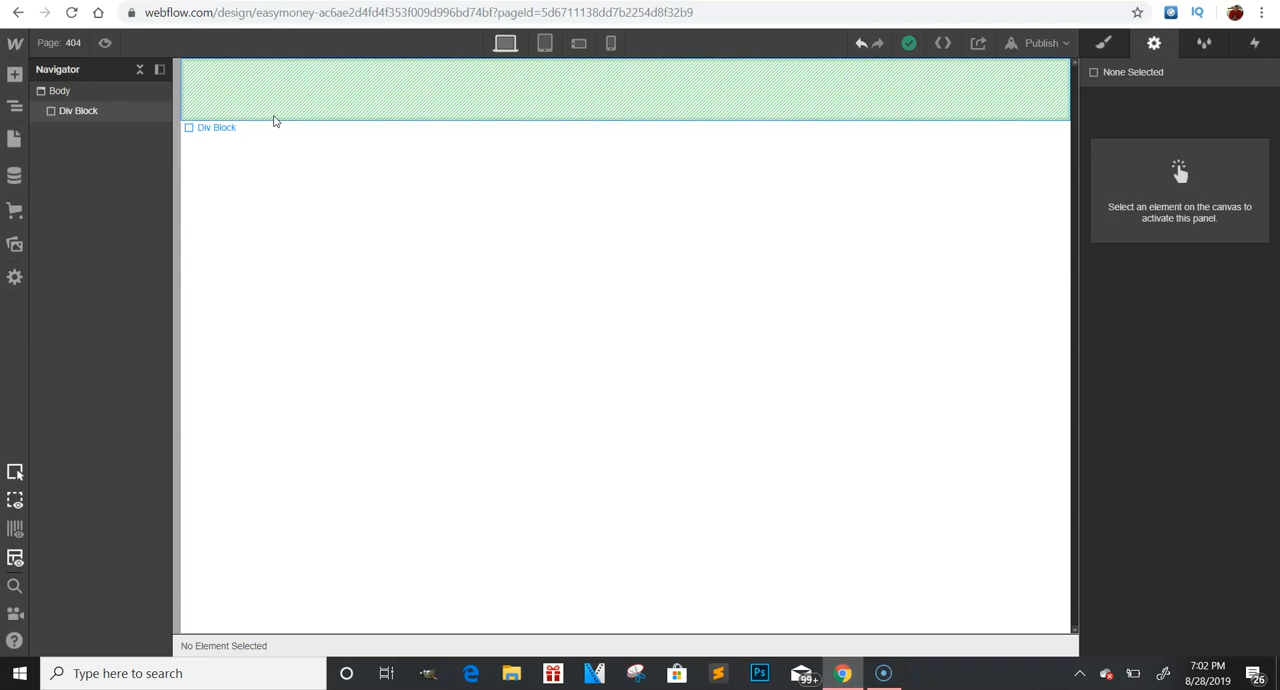 webflow.com/design/easymoney-ac6ae2d4fd4f353f009d996bd74bf?pageId=5d6711138dd7b2254d8f32b9
IQ
Page: 404
Publish
Navigator
None Selected
Body
Div Block
Div Block
Select an element on the canvas to
activate this panel.
No Element Selected
Type here to search
Ps
99+
7:02 PM
8/28/2019
26